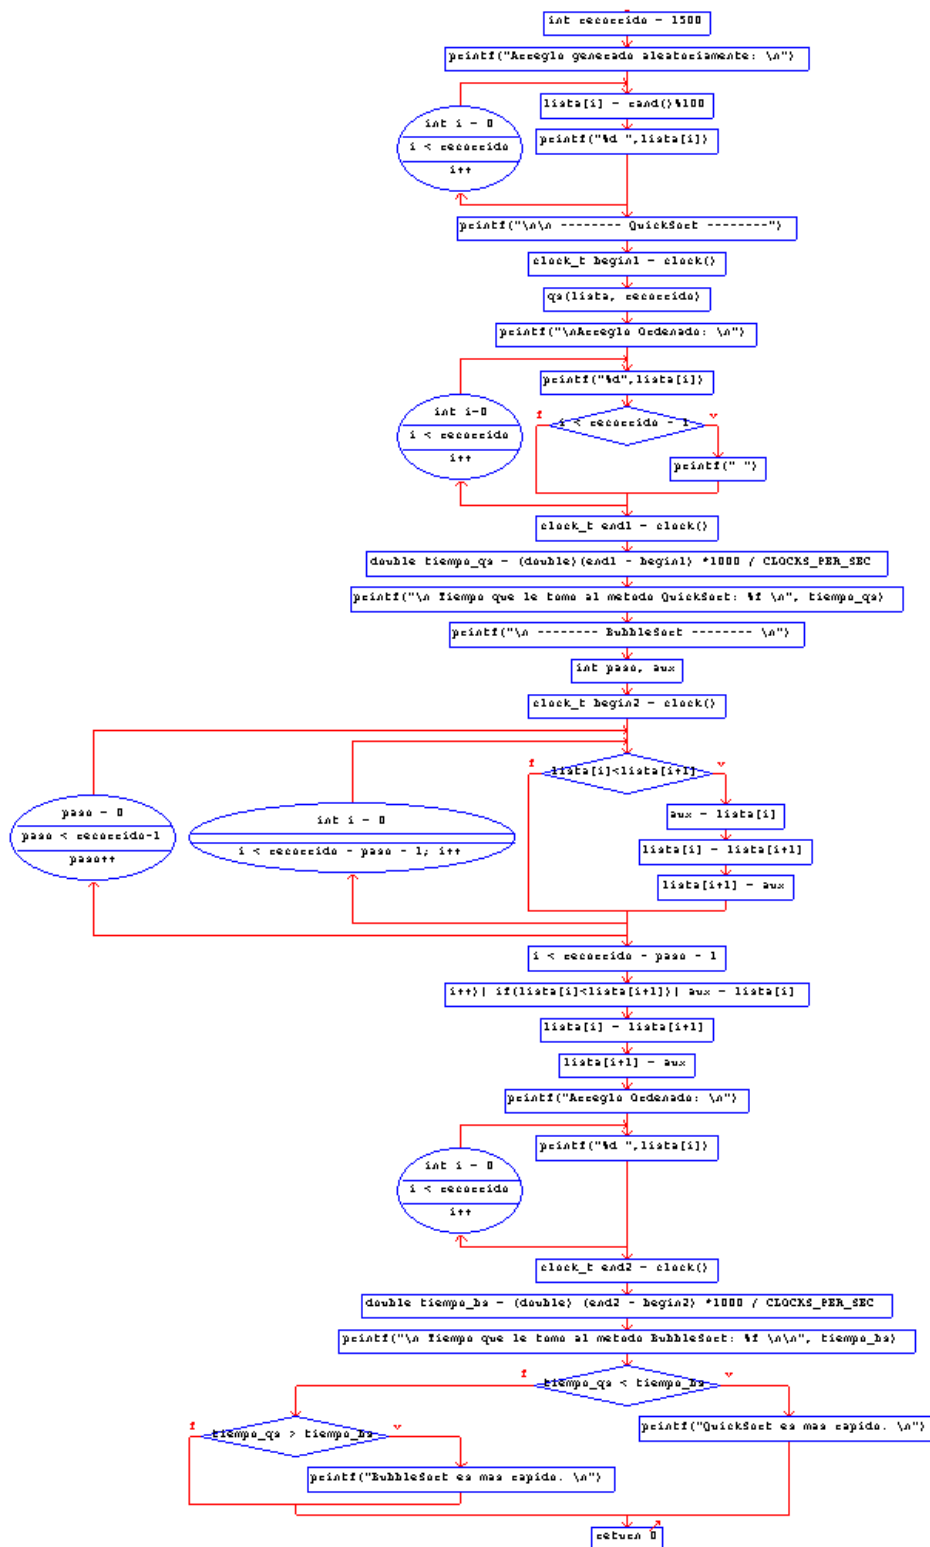 int recorrido = 1500
printf("Arreglo generado aleatoriamente: \n")
lista[i] = rand()%100
int i = 0
i < recorrido
i++
printf("%d ",lista[i])
printf("\n\n -------- QuickSort --------")
clock_t begin1 = clock()
qs(lista, recorrido)
printf("\nArreglo Ordenado: \n")
printf("%d",lista[i])
int i=0
i < recorrido
i++
f
i < recorrido - 1
v
printf(" ")
clock_t end1 = clock()
double tiempo_qs = (double)(end1 - begin1) *1000 / CLOCKS_PER_SEC
printf("\n Tiempo que le tomo al metodo QuickSort: %f \n", tiempo_qs)
printf("\n -------- BubbleSort -------- \n")
int paso, aux
clock_t begin2 = clock()
f
lista[i]<lista[i+1]
v
paso = 0
paso < recorrido-1
paso++
int i = 0
i < recorrido - paso - 1; i++
aux = lista[i]
lista[i] = lista[i+1]
lista[i+1] = aux
i < recorrido - paso - 1
i++){ if(lista[i]<lista[i+1]){ aux = lista[i]
lista[i] = lista[i+1]
lista[i+1] = aux
printf("Arreglo Ordenado: \n")
printf("%d ",lista[i])
int i = 0
i < recorrido
i++
clock_t end2 = clock()
double tiempo_bs = (double) (end2 - begin2) *1000 / CLOCKS_PER_SEC
printf("\n Tiempo que le tomo al metodo BubbleSort: %f \n\n", tiempo_bs)
f
tiempo_qs < tiempo_bs
v
f
tiempo_qs > tiempo_bs
v
printf("QuickSort es mas rapido. \n")
printf("BubbleSort es mas rapido. \n")
return 0